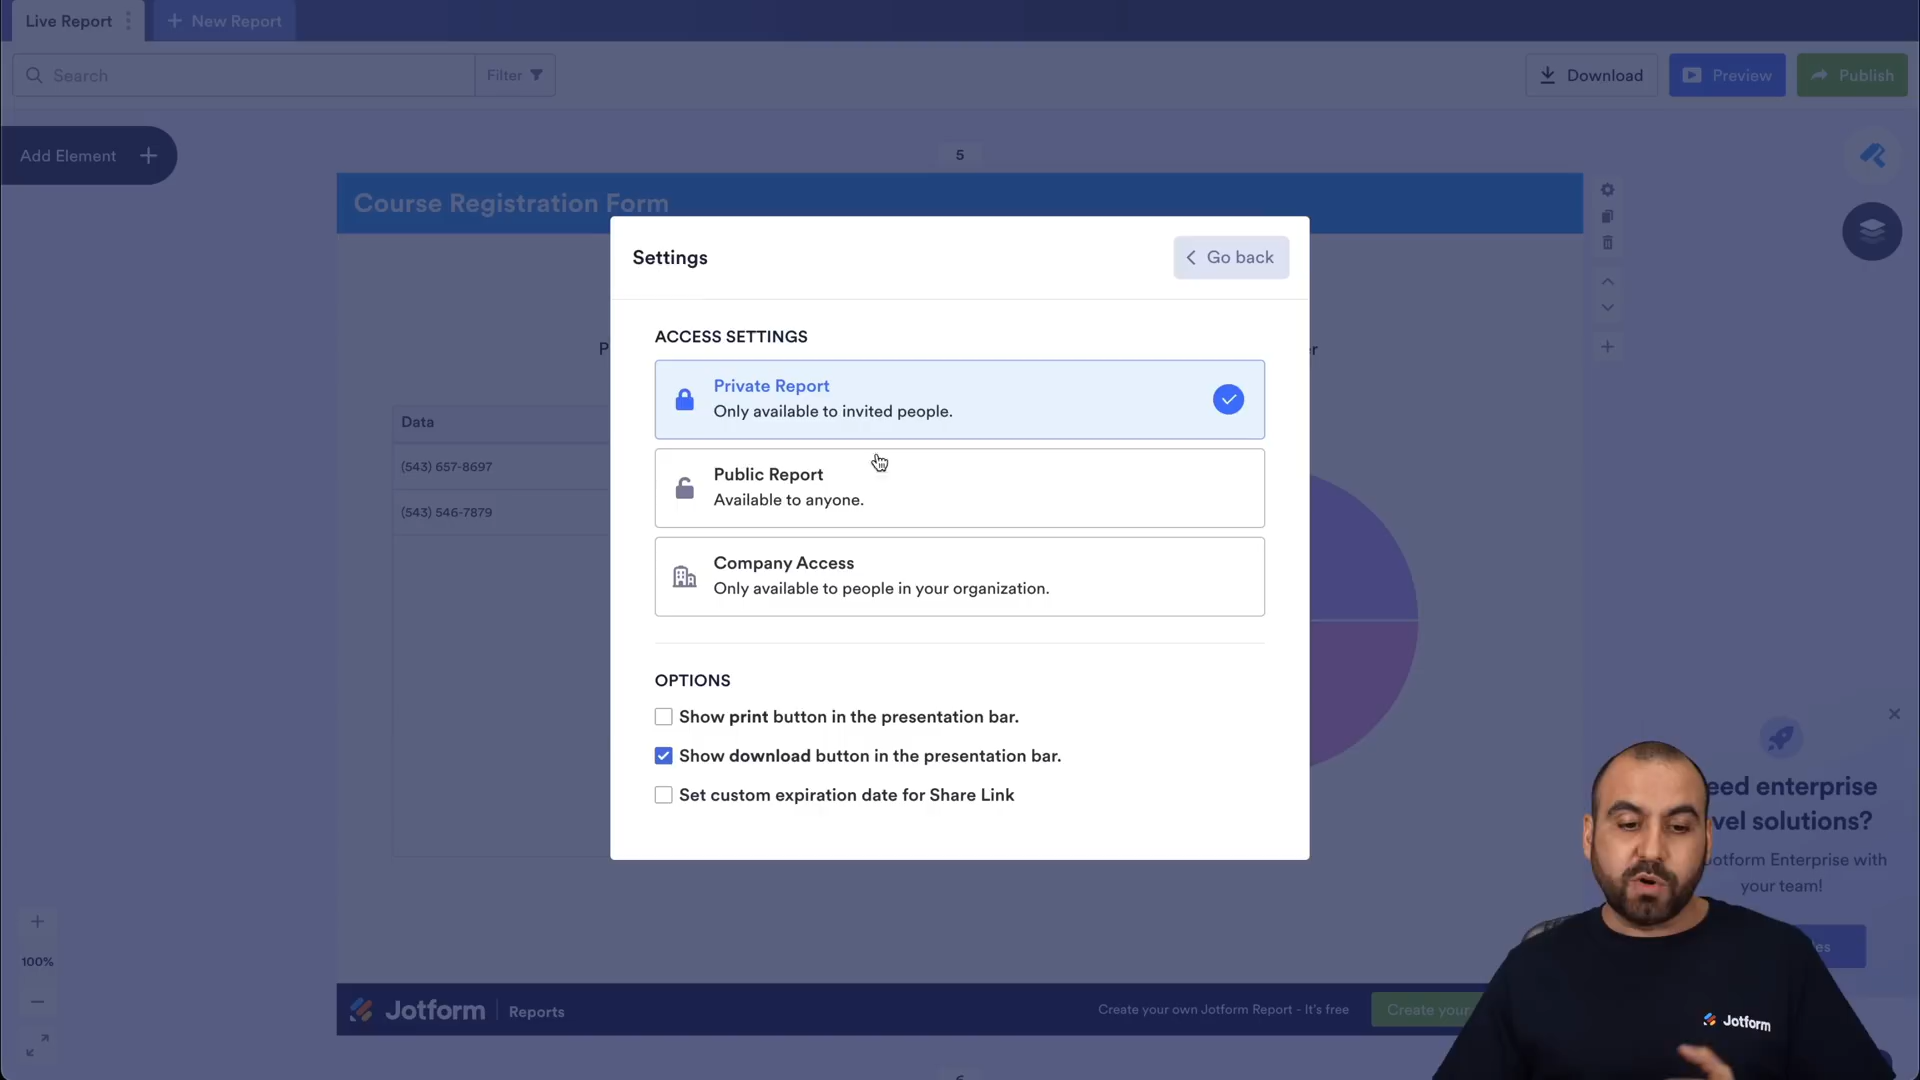 Live Report
New Report
Search
Filter
Download
Preview
Publish
Add Element
5
Course Registration Form
Settings
Go back
ACCESS SETTINGS
Private Report
Only available to invited people.
Data
(543) 657-8697
(543) 546-7879
Public Report
Available to anyone.
Company Access
Only available to people in your organization.
OPTIONS
Show print button in the presentation bar.
Show download button in the presentation bar.
Set custom expiration date for Share Link
eed enterprise
vel solutions?
Jotform Enterprise with
your team!
100%
Jotform
Reports
Create your own Jotform Report - It's free
Create your
Jotform